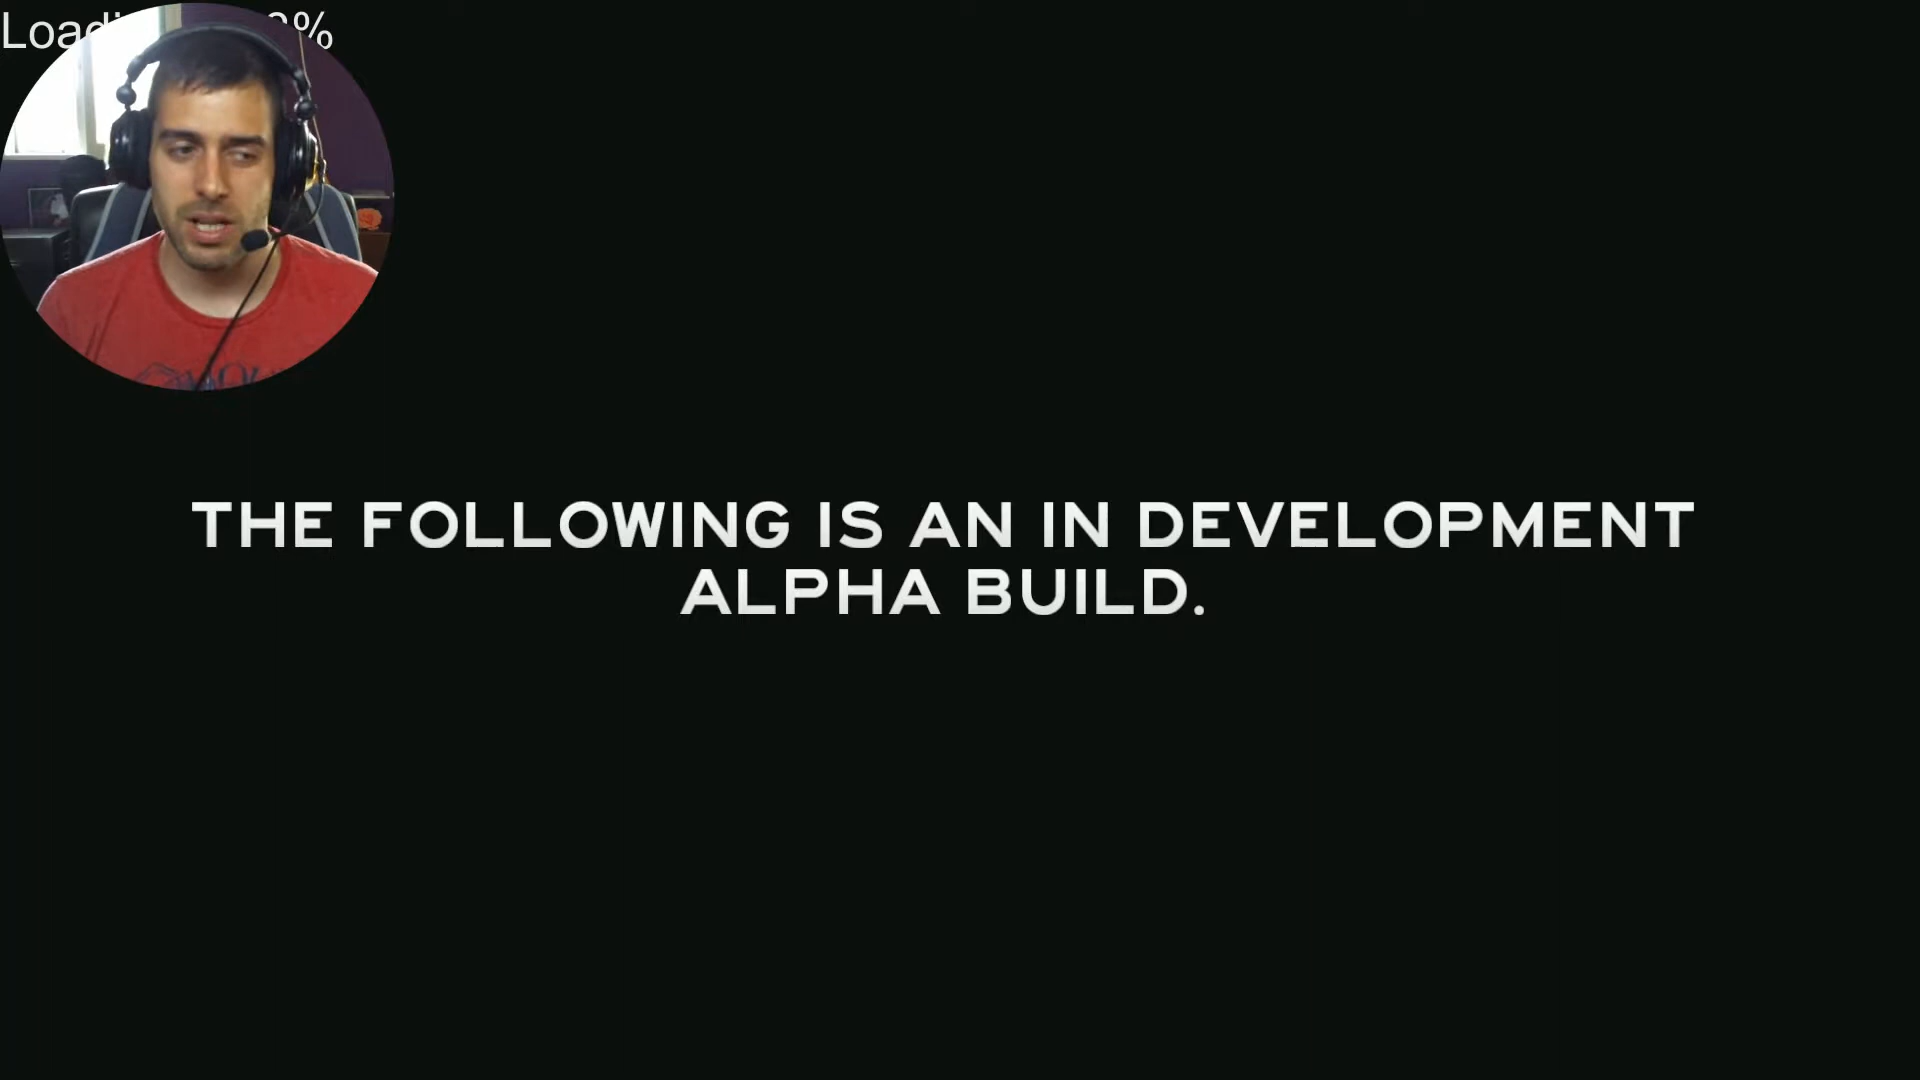 %
THE FOLLOWING IS AN IN DEVELOPMENT
ALPHA BUILD.